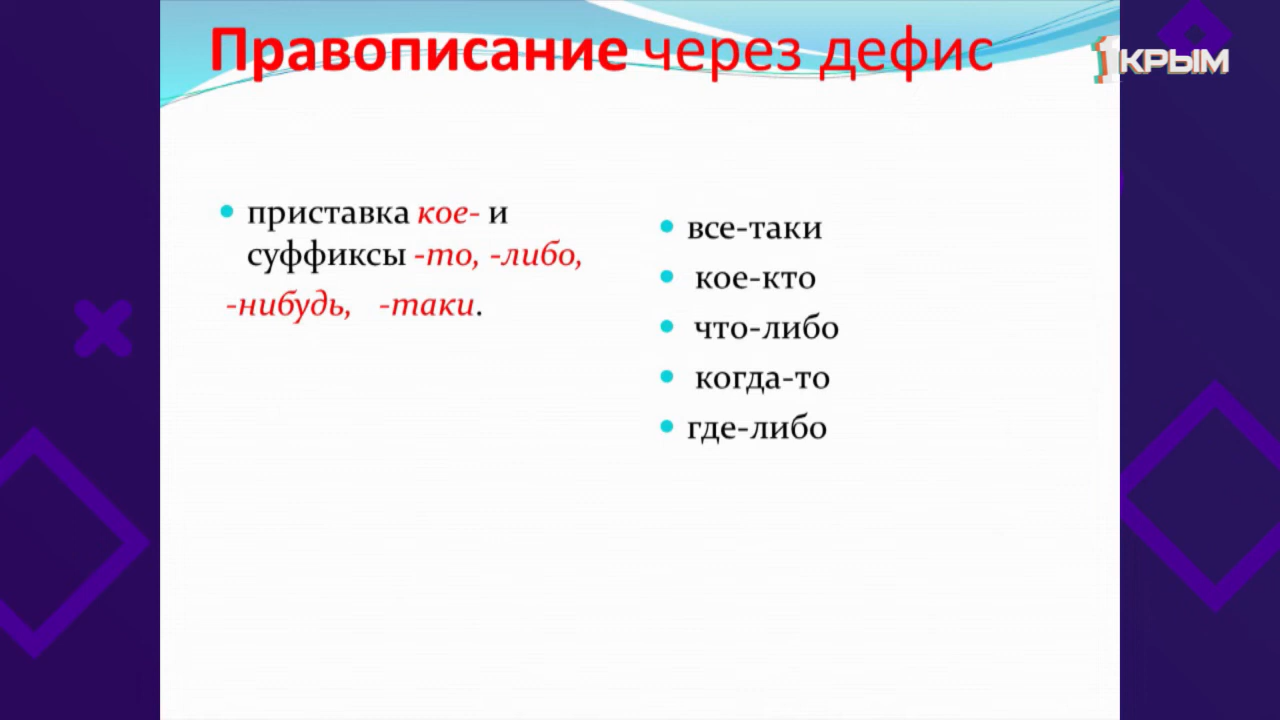 Правописание через дефис
1КРЫМ
приставка кое- и
суффиксы -то, -либо,
-нибудь, -таки.
все-таки
кое-кто
что-либо
когда-то
где-либо